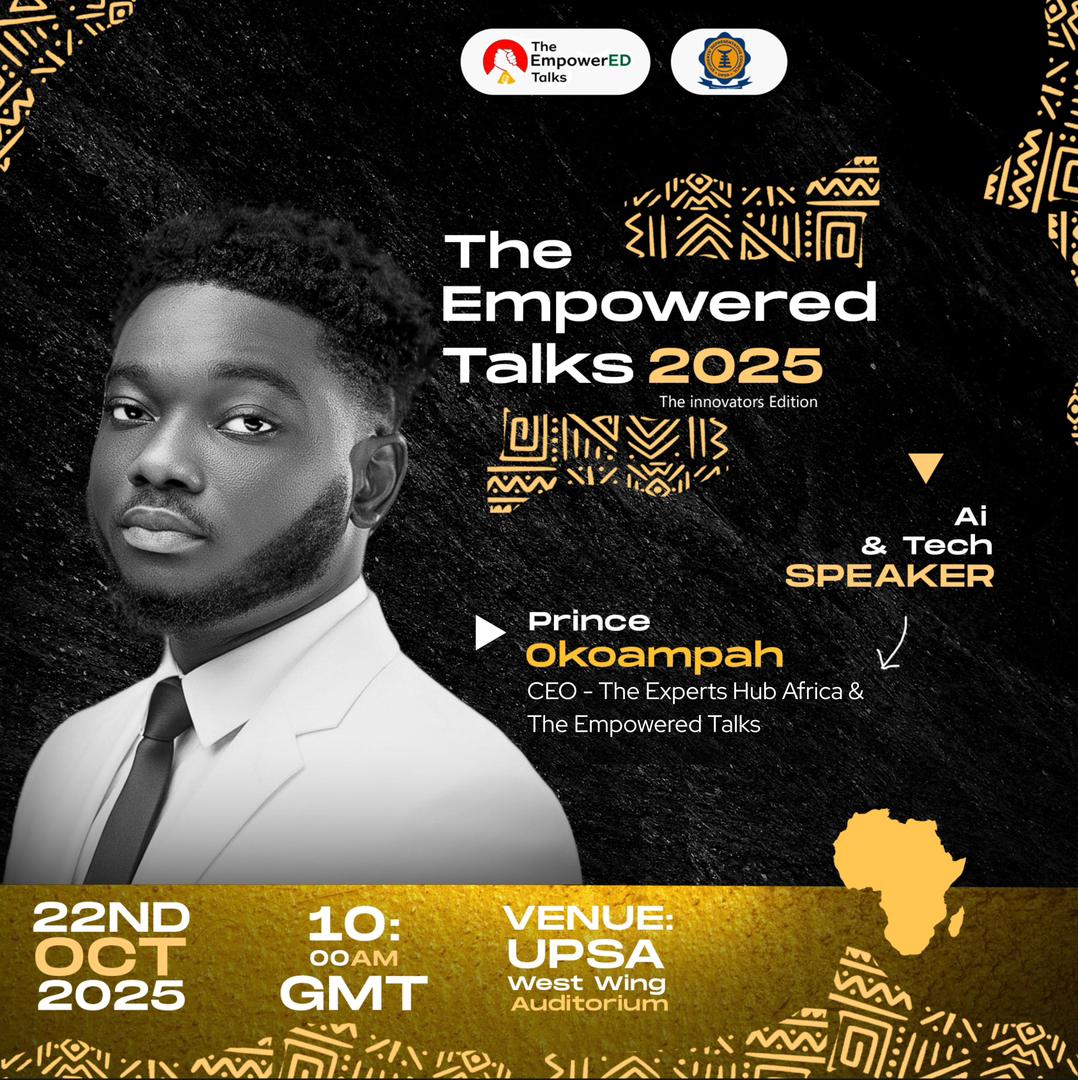 The
EmpowerED
Talks
The
Empowered
Talks 2025
The innovators Edition
Ai
& Tech
SPEAKER
Prince
Okoampah
CEO - The Experts Hub Africa &
The Empowered Talks
22ND
OCT
2025
10:
00AM
GMT
VENUE:
UPSA
West Wing
Auditorium